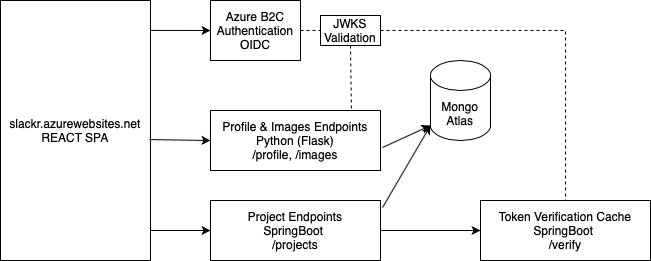 slackr.azurewebsites.net
REACT SPA
Azure B2C
Authentication
OIDC
JWKS
Validation
Profile & Images Endpoints
Python (Flask)
/profile, /images
Mongo
Atlas
Project Endpoints
SpringBoot
/projects
Token Verification Cache
SpringBoot
/verify